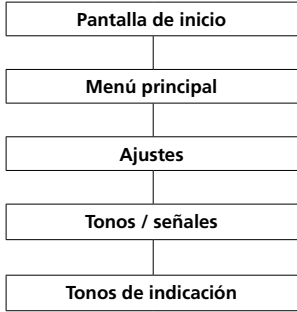 Pantalla de inicio
Menú principal
Ajustes
Tonos / señales
Tonos de indicación